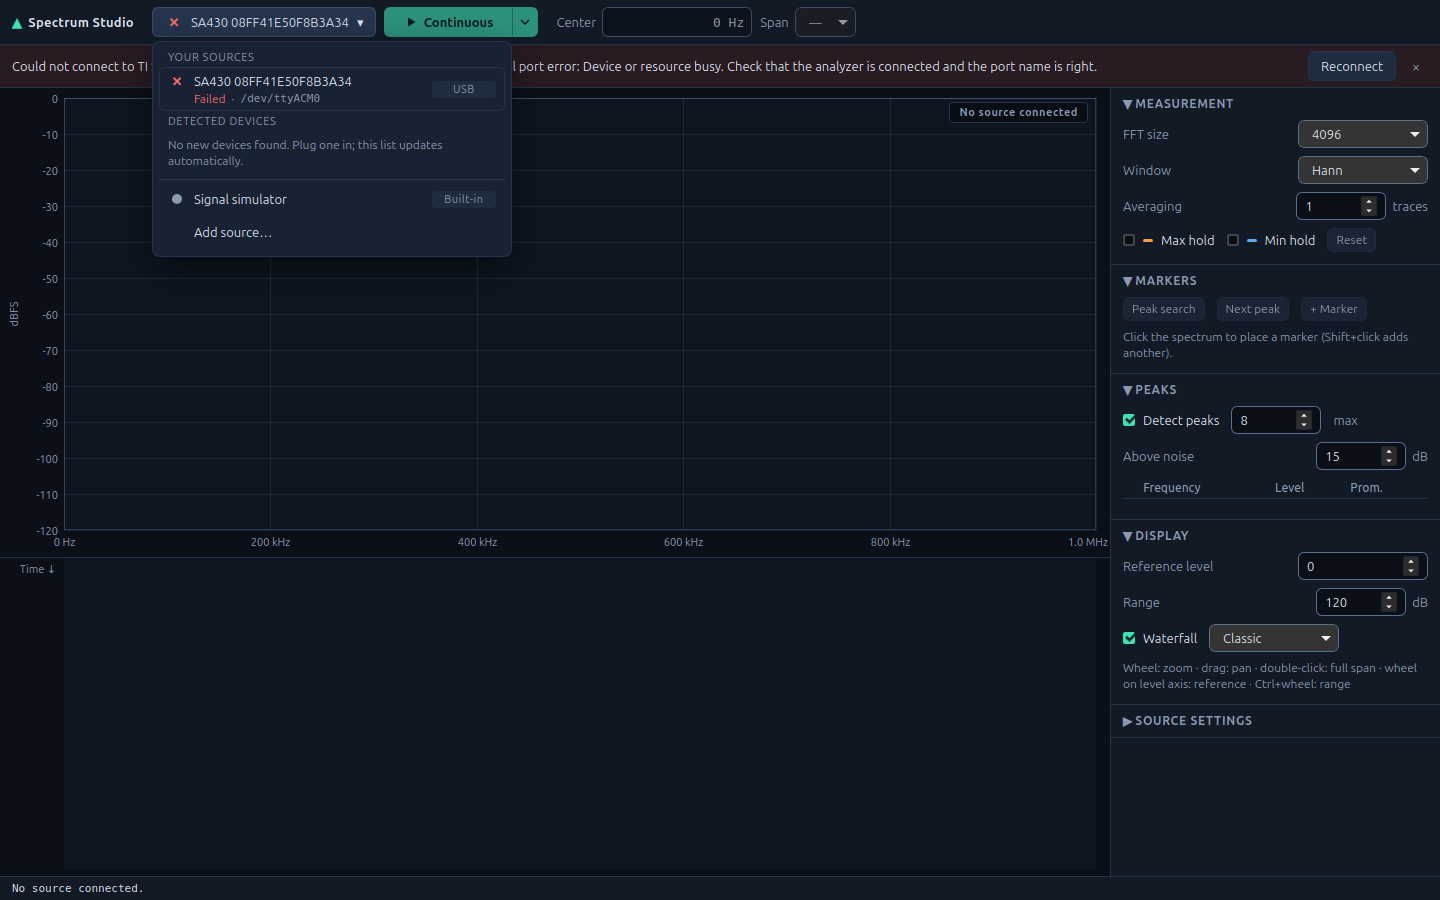 Spectrum Studio
SA430 08FF41E50F8B3A34
Continuous
Center
0 Hz
Span
—
Could not connect to TI
l port error: Device or resource busy. Check that the analyzer is connected and the port name is right.
Reconnect
×
YOUR SOURCES
SA430 08FF41E50F8B3A34
Failed · /dev/ttyACM0
USB
DETECTED DEVICES
No new devices found. Plug one in; this list updates
automatically.
Signal simulator
Built-in
Add source…
No source connected
0
-10
-20
-30
-40
-50
-60
-70
-80
-90
-100
-110
-120
dBFS
0 Hz
200 kHz
400 kHz
600 kHz
800 kHz
1.0 MHz
Time ↓
MEASUREMENT
FFT size
4096
Window
Hann
Averaging
1
traces
Max hold
Min hold
Reset
MARKERS
Peak search
Next peak
+ Marker
Click the spectrum to place a marker (Shift+click adds
another).
PEAKS
Detect peaks
8
max
Above noise
15
dB
Frequency
Level
Prom.
DISPLAY
Reference level
0
Range
120
dB
Waterfall
Classic
Wheel: zoom · drag: pan · double-click: full span · wheel
on level axis: reference · Ctrl+wheel: range
SOURCE SETTINGS
No source connected.